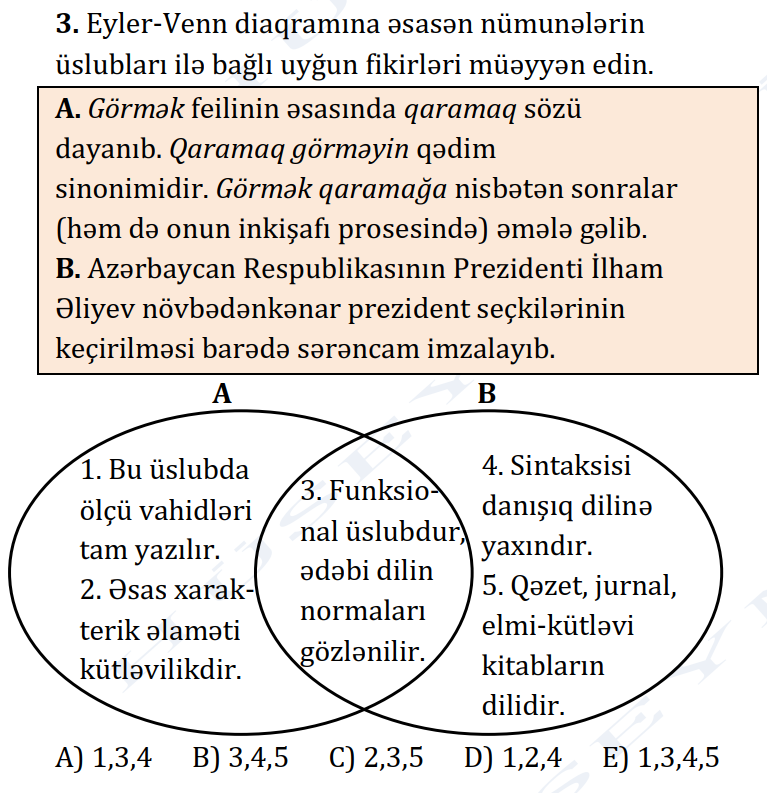 3. Eyler-Venn diaqramına əsasən nümunələrin
üslubları ilə bağlı uyğun fikirləri müəyyən edin.
A. Görmək feilinin əsasında qaramaq sözü
dayanıb. Qaramaq görməyin qədim
sinonimidir. Görmək qaramağa nisbətən sonralar
(həm də onun inkişafı prosesində) əmələ gəlib.
B. Azərbaycan Respublikasının Prezidenti İlham
Əliyev növbədənkənar prezident seçkilərinin
keçirilməsi barədə sərəncam imzalayıb.
A
B
1. Bu üslubda
ölçü vahidləri
tam yazılır.
2. Əsas xarak-
terik əlaməti
kütləvilikdir.
3. Funksio-
nal üslubdur,
ədəbi dilin
normaları
gözlənilir.
4. Sintaksisi
danışıq dilinə
yaxındır.
5. Qəzet, jurnal,
elmi-kütləvi
kitabların
dilidir.
A) 1,3,4 B) 3,4,5 C) 2,3,5 D) 1,2,4 E) 1,3,4,5